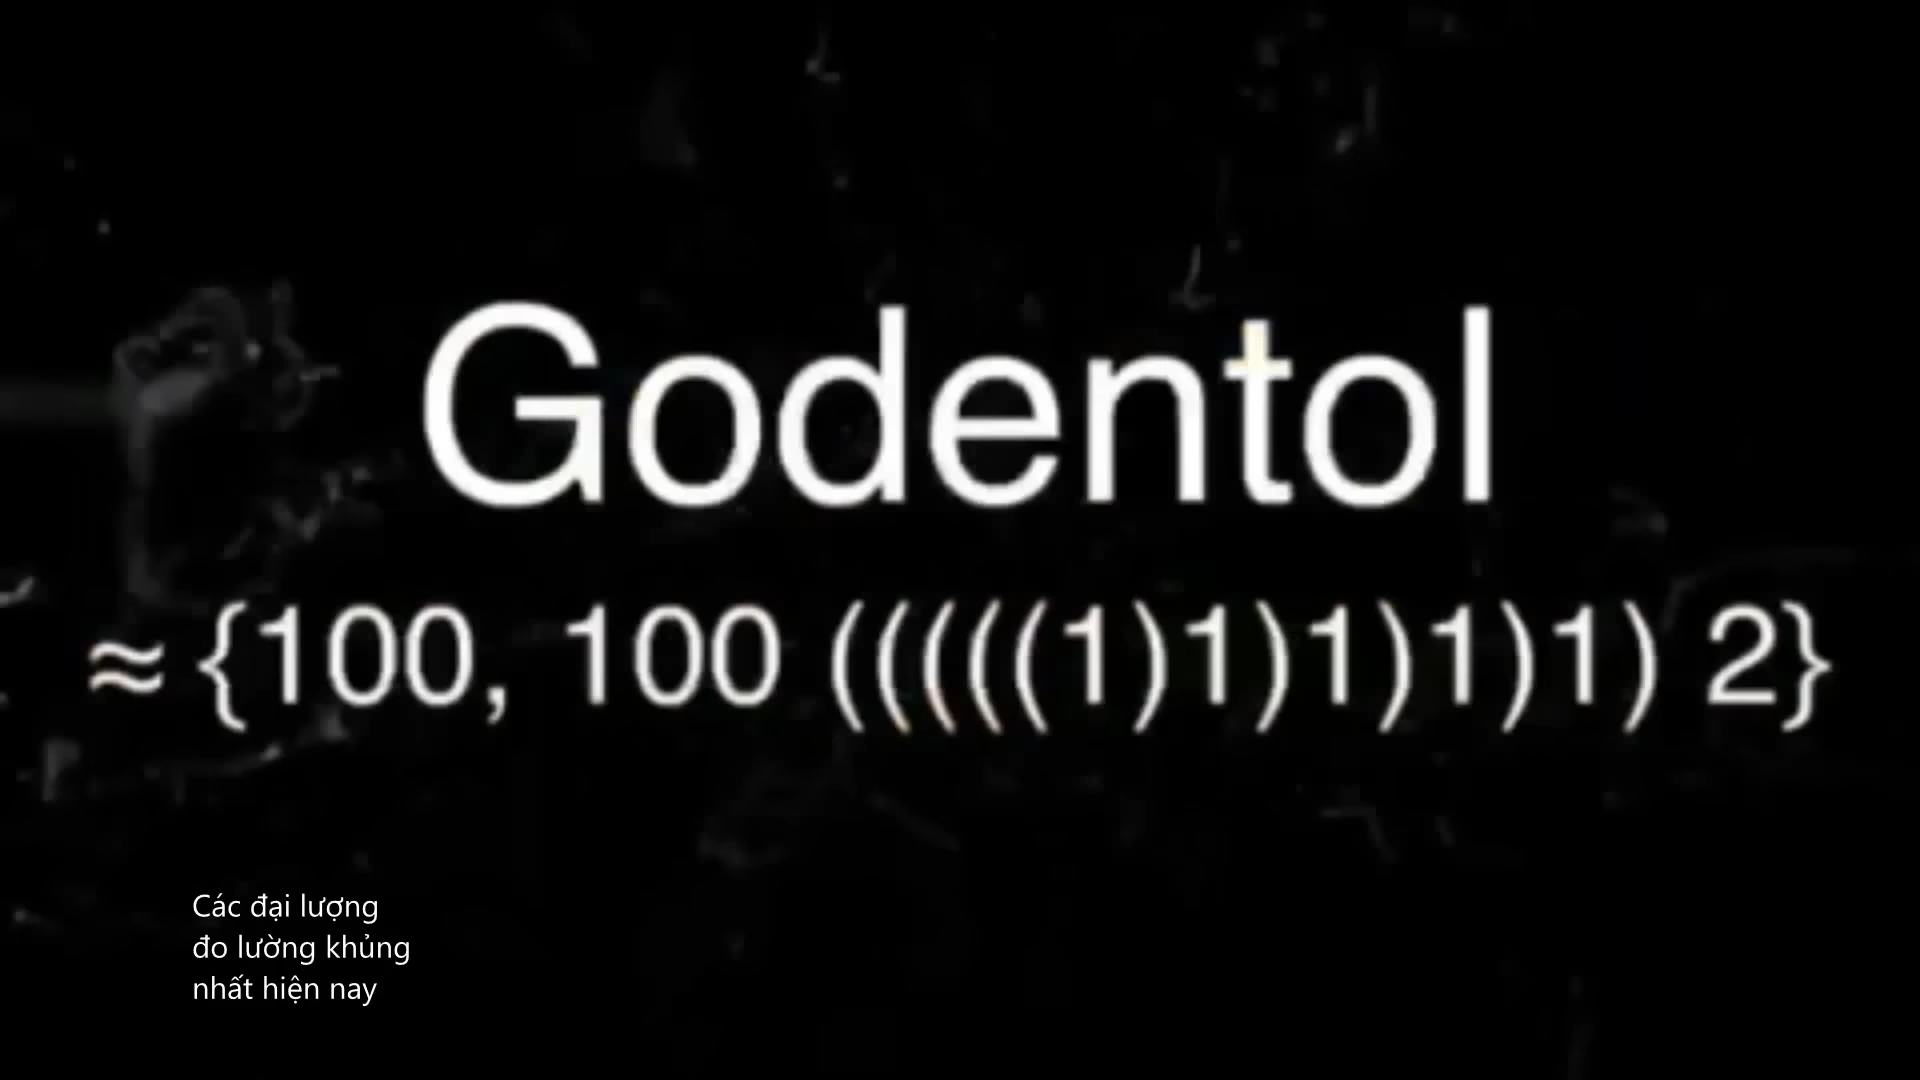 Godentol
≈ {100, 100 (((((1)1)1)1)1) 2}
Các đại lượng
đo lường khủng
nhất hiện nay